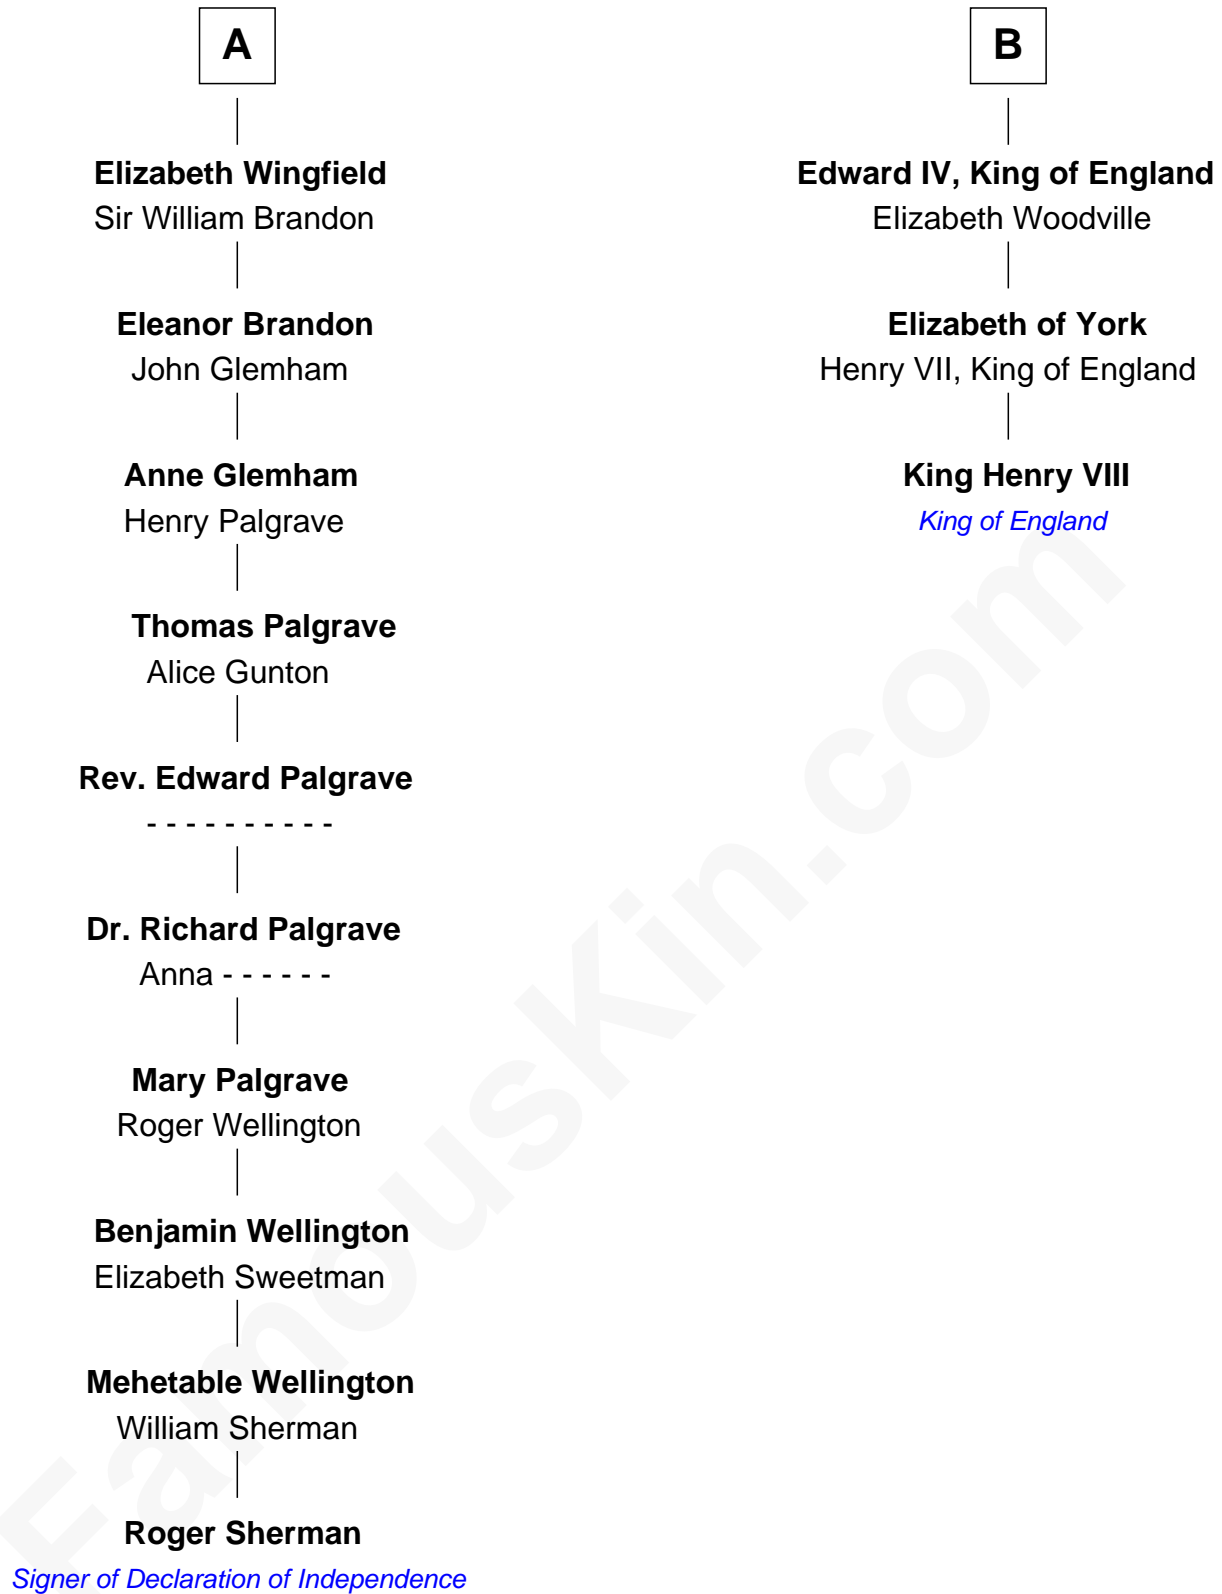 A
Elizabeth Wingfield
Sir William Brandon
Eleanor Brandon
John Glemham
Anne Glemham
Henry Palgrave
Thomas Palgrave
Alice Gunton
Rev. Edward Palgrave
- - - - - - - - - -
Dr. Richard Palgrave
Anna - - - - - -
Mary Palgrave
Roger Wellington
Benjamin Wellington
Elizabeth Sweetman
Mehetable Wellington
William Sherman
Roger Sherman
Signer of Declaration of Independence
B
Edward IV, King of England
Elizabeth Woodville
Elizabeth of York
Henry VII, King of England
King Henry VIII
King of England
FamousKin.com